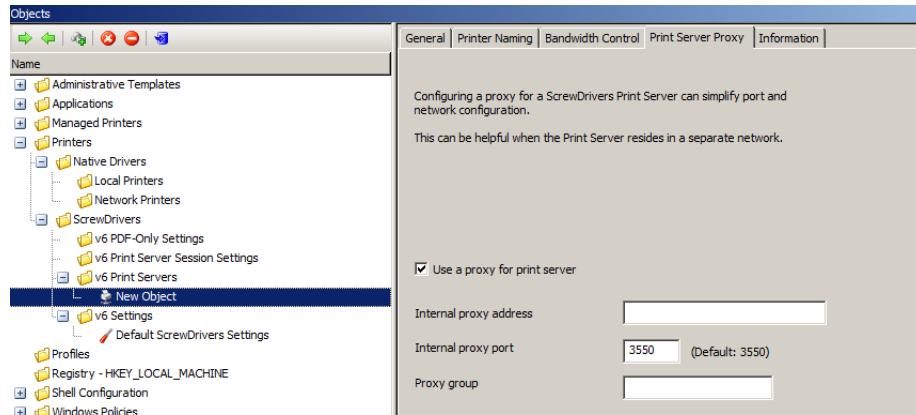 Objects
Name
Administrative Templates
Applications
Managed Printers
Printers
Native Drivers
Local Printers
Network Printers
ScrewDrivers
v6 PDF-Only Settings
v6 Print Server Session Settings
v6 Print Servers
New Object
v6 Settings
Default ScrewDrivers Settings
Profiles
Registry - HKEY_LOCAL_MACHINE
Shell Configuration
Windows Policies
General Printer Naming Bandwidth Control Print Server Proxy Information
Configuring a proxy for a ScrewDrivers Print Server can simplify port and
network configuration.
This can be helpful when the Print Server resides in a separate network.
Use a proxy for print server
Internal proxy address
Internal proxy port 3550 (Default: 3550)
Proxy group